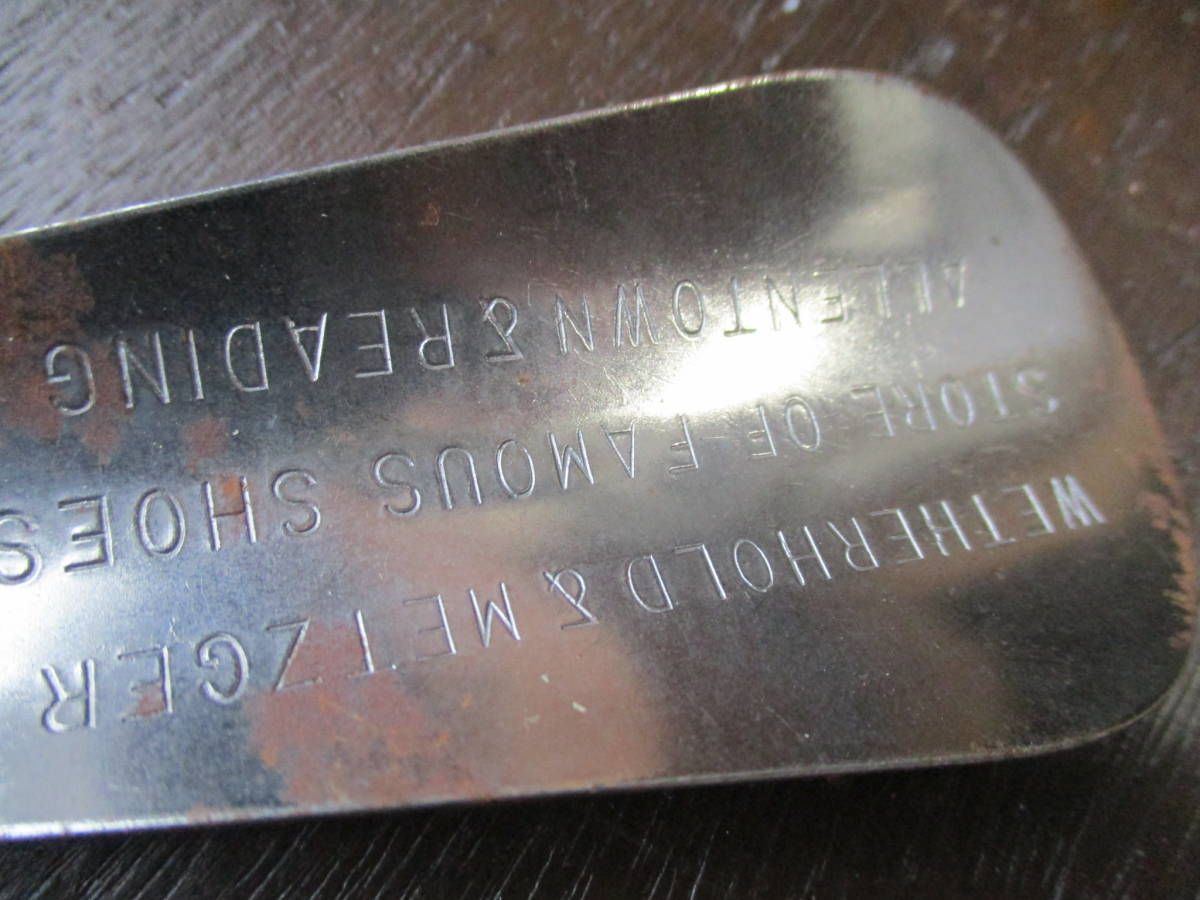 WETHERHOLD & METZGER
STORE OF FAMOUS SHOES
ALLENTOWN & READING